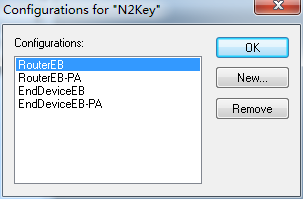 Configurations for "N2Key"
Configurations:
RouterEB
RouterEB-PA
EndDeviceEB
EndDeviceEB-PA
OK
New...
Remove